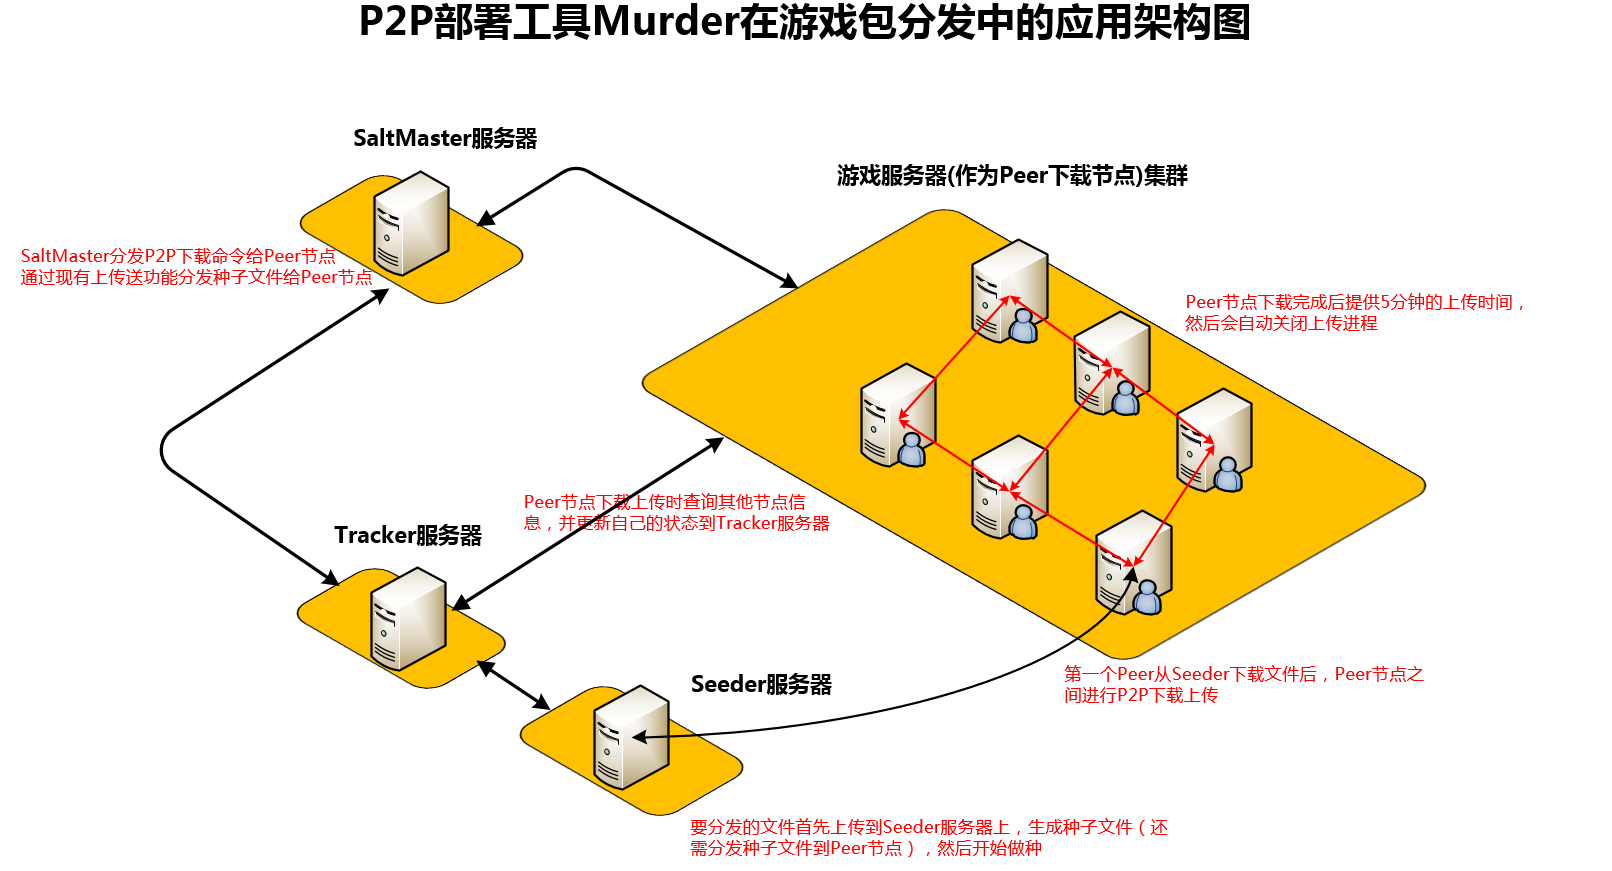 P2P部署工具Murder在游戏包分发中的应用架构图
SaltMaster服务器
游戏服务器(作为Peer下载节点)集群
SaltMaster分发P2P下载命令给Peer节点
通过现有上传送功能分发种子文件给Peer节点
Peer节点下载完成后提供5分钟的上传时间，
然后会自动关闭上传进程
Peer节点下载上传时查询其他节点信
息，并更新自己的状态到Tracker服务器
Tracker服务器
Seeder服务器
第一个Peer从Seeder下载文件后，Peer节点之
间进行P2P下载上传
要分发的文件首先上传到Seeder服务器上，生成种子文件（还
需分发种子文件到Peer节点），然后开始做种